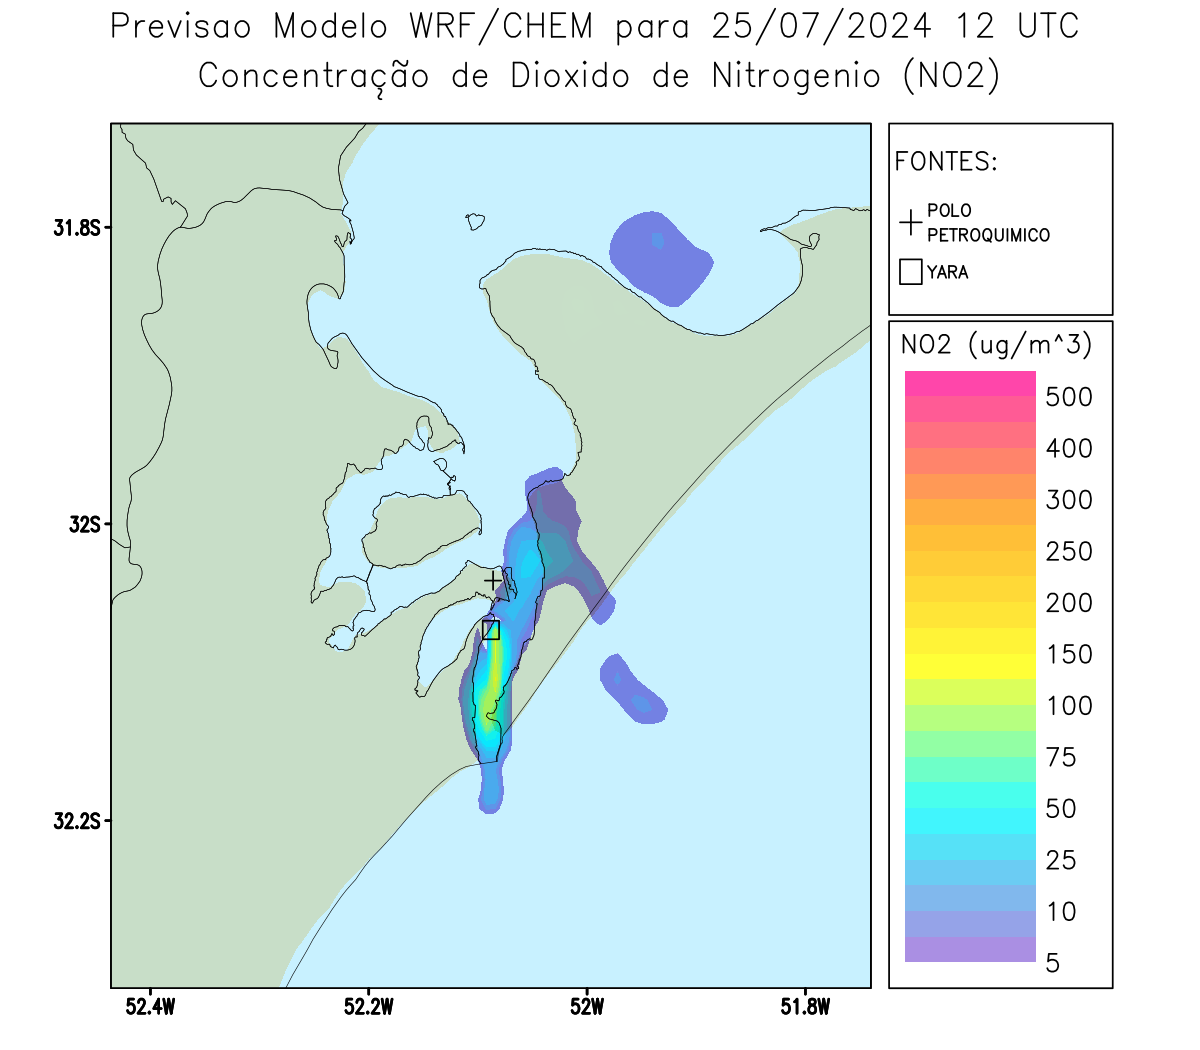 Previsao Modelo WRF/CHEM para 25/07/2024 12 UTC
Concentração de Dioxido de Nitrogenio (NO2)
FONTES:
POLO
PETROQUIMICO
YARA
NO2 (ug/m^3)
500
400
300
250
200
150
100
75
50
25
10
5
31.8S
32S
32.2S
52.4W
52.2W
52W
51.8W